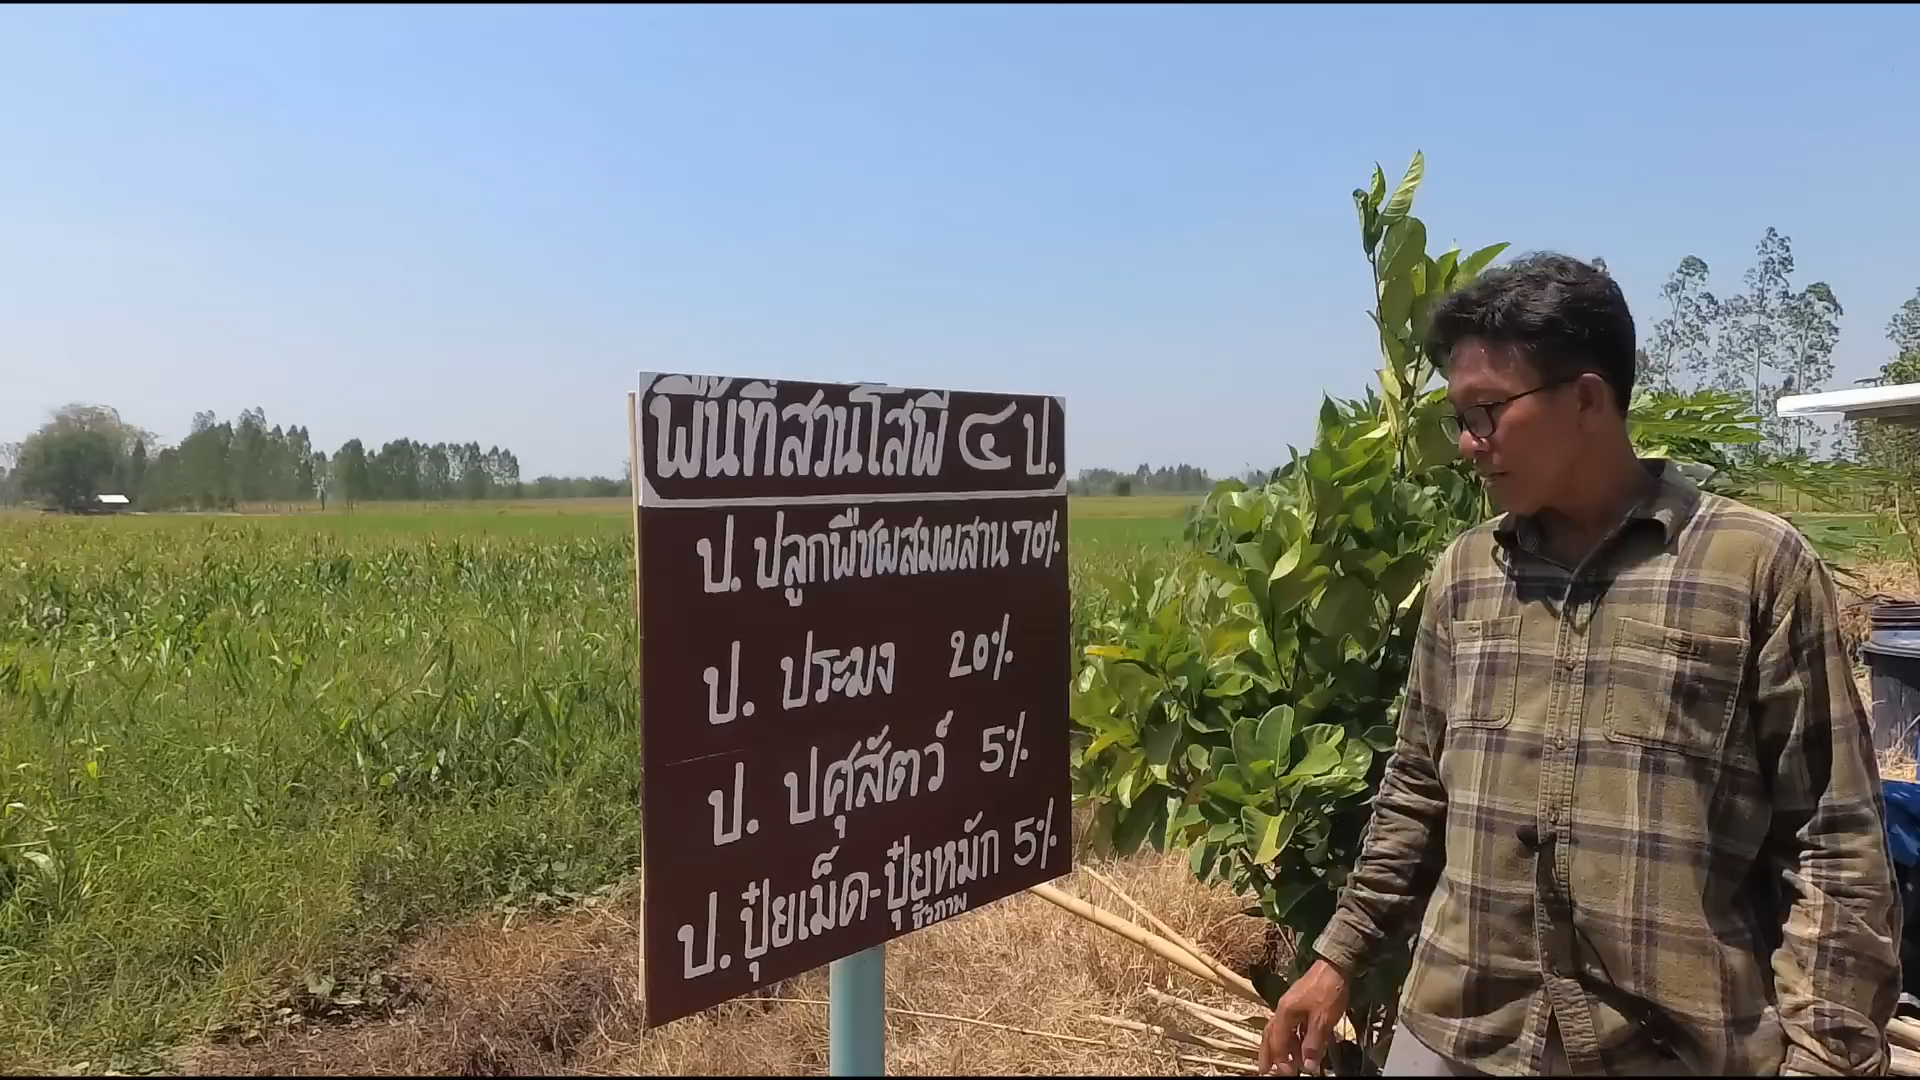 พื้นที่สวนโสฬี ๔ ป.
ป. ปลูกพืชผสมผสาน 70%
ป. ประมง 20%
ป. ปศุสัตว์ 5%
ป. ปุ๋ยเม็ด-ปุ๋ยหมัก 5%
ชีวภาพ